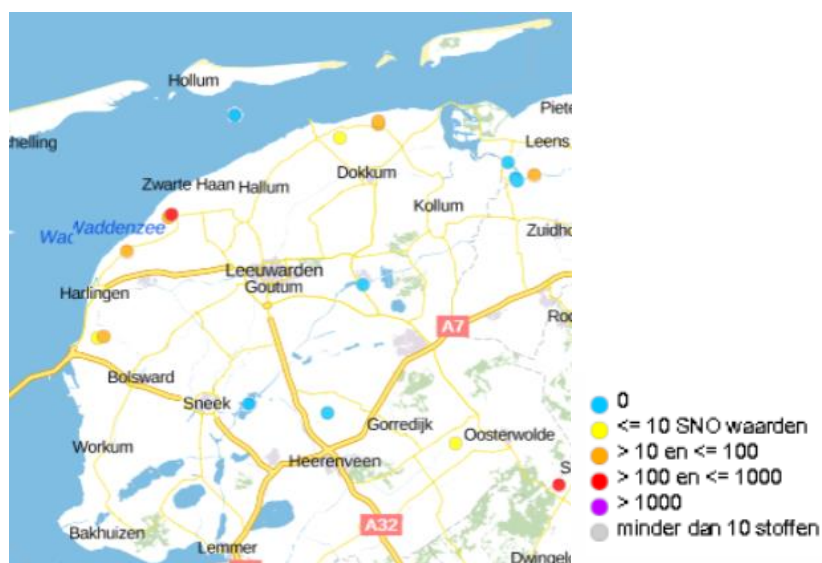 Hollum
Piete
helling
Leens
Dokkum
Zwarte Haan
Hallum
Kollum
Waddenzee
Wad
Zuidho
Leeuwarden
Goutum
Harlingen
Roo
A7
Bolsward
Sneek
Gorredijk
Oosterwolde
Workum
Heerenveen
S
A32
Bakhuizen
Lemmer
Dwingel
0
<= 10 SNO waarden
> 10 en <= 100
> 100 en <= 1000
> 1000
minder dan 10 stoffen